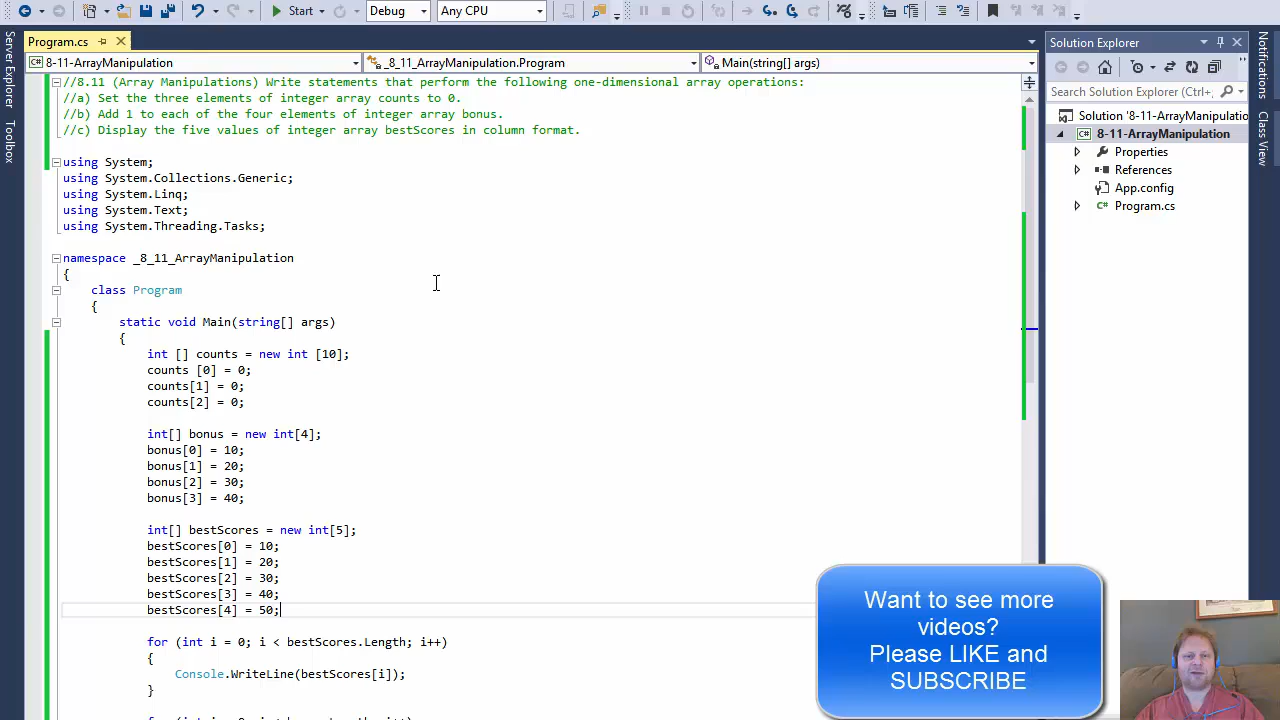 Start
Debug
Any CPU
Program.cs
8-11-ArrayManipulation
_8_11_ArrayManipulation.Program
Main(string[] args)
//8.11 (Array Manipulations) Write statements that perform the following one-dimensional array operations:
//a) Set the three elements of integer array counts to 0.
//b) Add 1 to each of the four elements of integer array bonus.
//c) Display the five values of integer array bestScores in column format.
using System;
using System.Collections.Generic;
using System.Linq;
using System.Text;
using System.Threading.Tasks;
namespace _8_11_ArrayManipulation
{
class Program
{
static void Main(string[] args)
{
int [] counts = new int [10];
counts [0] = 0;
counts[1] = 0;
counts[2] = 0;
int[] bonus = new int[4];
bonus[0] = 10;
bonus[1] = 20;
bonus[2] = 30;
bonus[3] = 40;
int[] bestScores = new int[5];
bestScores[0] = 10;
bestScores[1] = 20;
bestScores[2] = 30;
bestScores[3] = 40;
bestScores[4] = 50;
for (int i = 0; i < bestScores.Length; i++)
{
Console.WriteLine(bestScores[i]);
}
Server Explorer
Toolbox
Solution Explorer
Search Solution Explorer (Ctrl+;
Solution '8-11-ArrayManipulatio
8-11-ArrayManipulation
Properties
References
App.config
Program.cs
Notifications
Class View
Want to see more
videos?
Please LIKE and
SUBSCRIBE